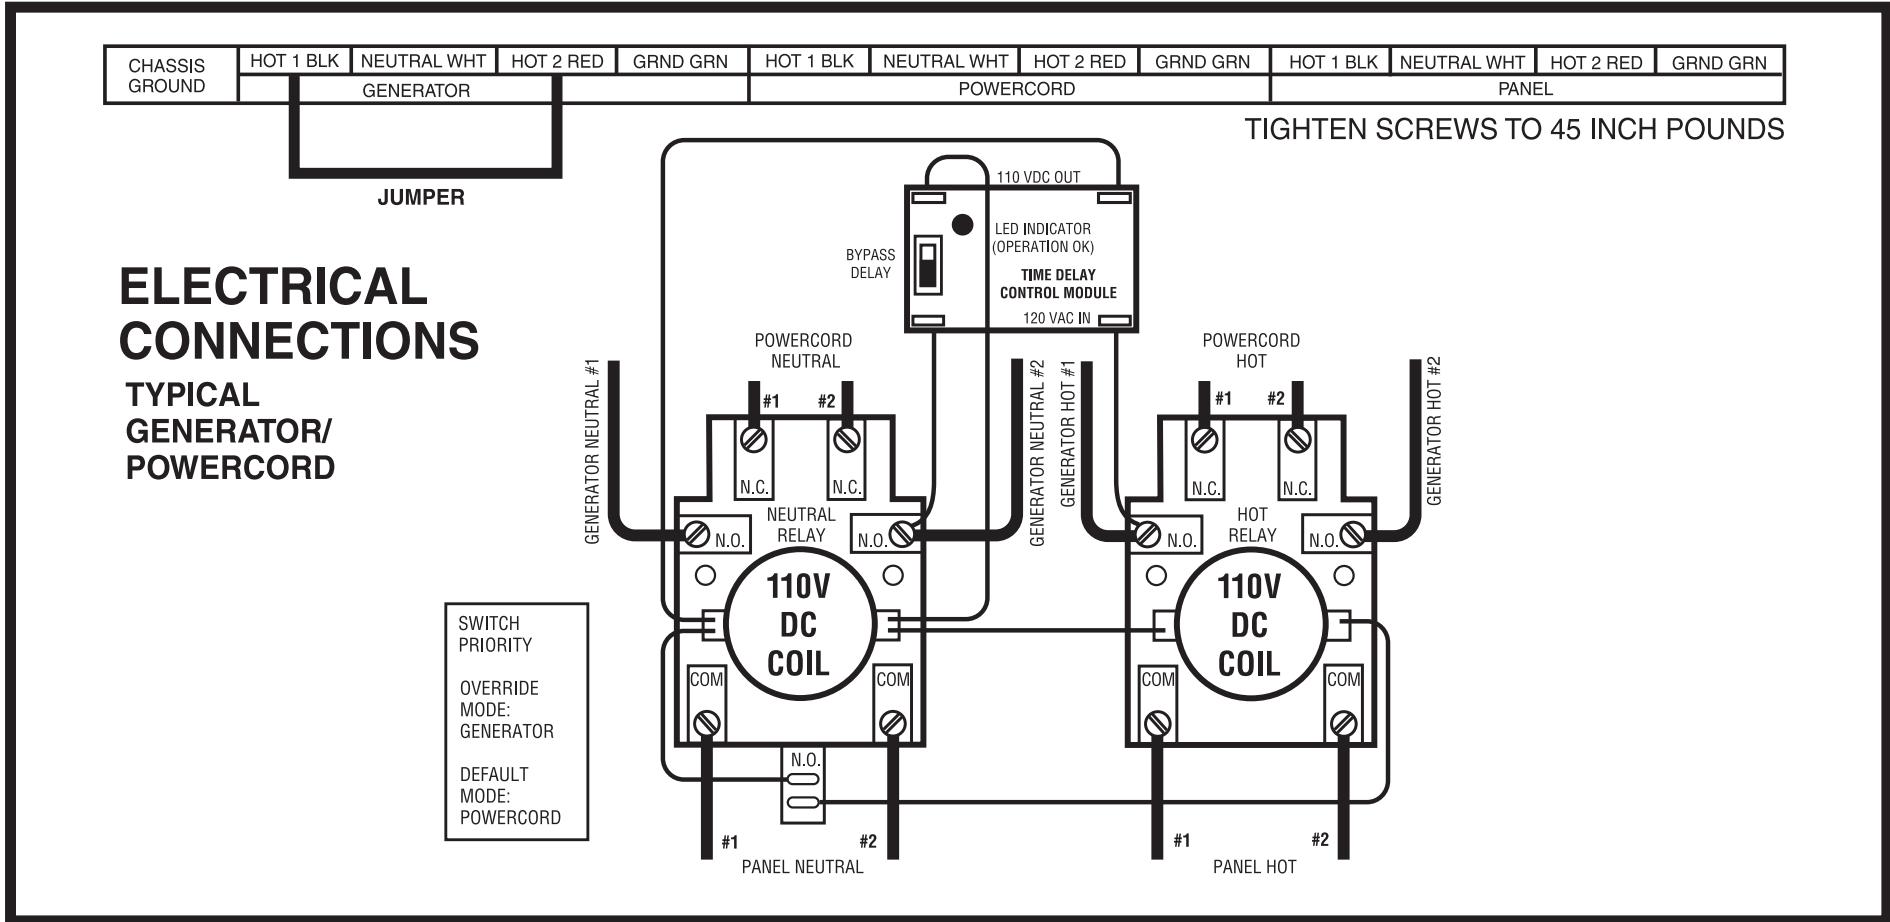 CHASSIS
GROUND
HOT 1 BLK
NEUTRAL WHT
HOT 2 RED
GRND GRN
HOT 1 BLK
NEUTRAL WHT
HOT 2 RED
GRND GRN
HOT 1 BLK
NEUTRAL WHT
HOT 2 RED
GRND GRN
GENERATOR
POWERCORD
PANEL
TIGHTEN SCREWS TO 45 INCH POUNDS
JUMPER
ELECTRICAL
CONNECTIONS
TYPICAL
GENERATOR/
POWERCORD
110 VDC OUT
LED INDICATOR
(OPERATION OK)
BYPASS
DELAY
TIME DELAY
CONTROL MODULE
120 VAC IN
POWERCORD
NEUTRAL
#1
#2
GENERATOR NEUTRAL #1
GENERATOR NEUTRAL #2
N.C.
N.C.
NEUTRAL
RELAY
N.O.
N.O.
110V
DC
COIL
COM
COM
N.O.
#1
#2
PANEL NEUTRAL
POWERCORD
HOT
#1
#2
GENERATOR HOT #1
GENERATOR HOT #2
N.C.
N.C.
HOT
RELAY
N.O.
N.O.
110V
DC
COIL
COM
COM
#1
#2
PANEL HOT
SWITCH
PRIORITY
OVERRIDE
MODE:
GENERATOR
DEFAULT
MODE:
POWERCORD